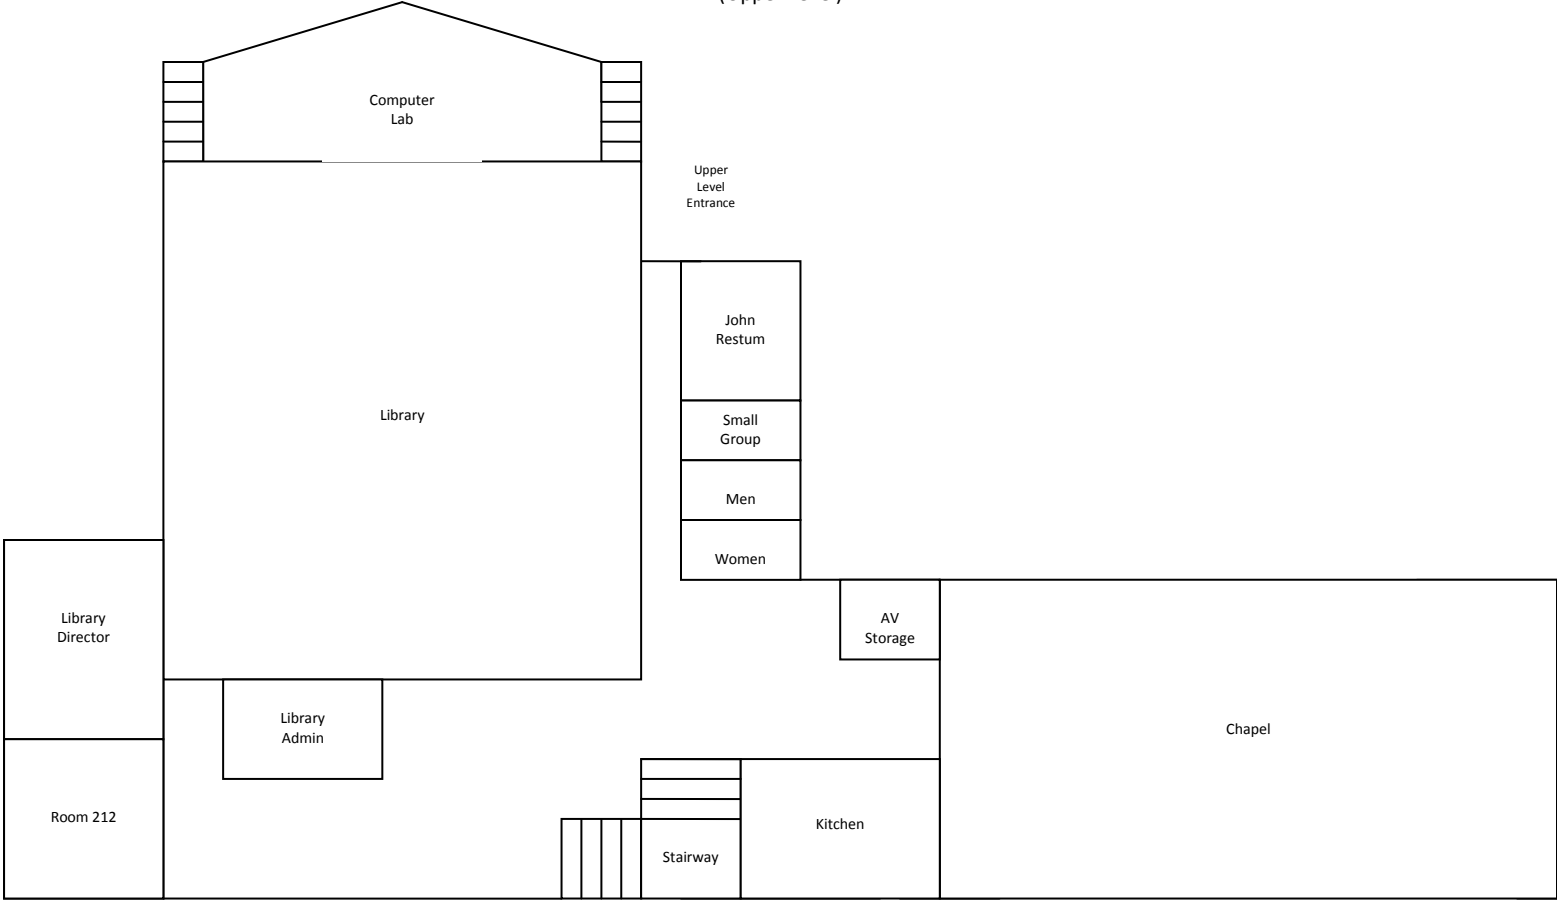 Computer
Lab
Upper
Level
Entrance
John
Restum
Library
Small
Group
Men
Women
Library
Director
AV
Storage
Library
Admin
Chapel
Room 212
Kitchen
Stairway